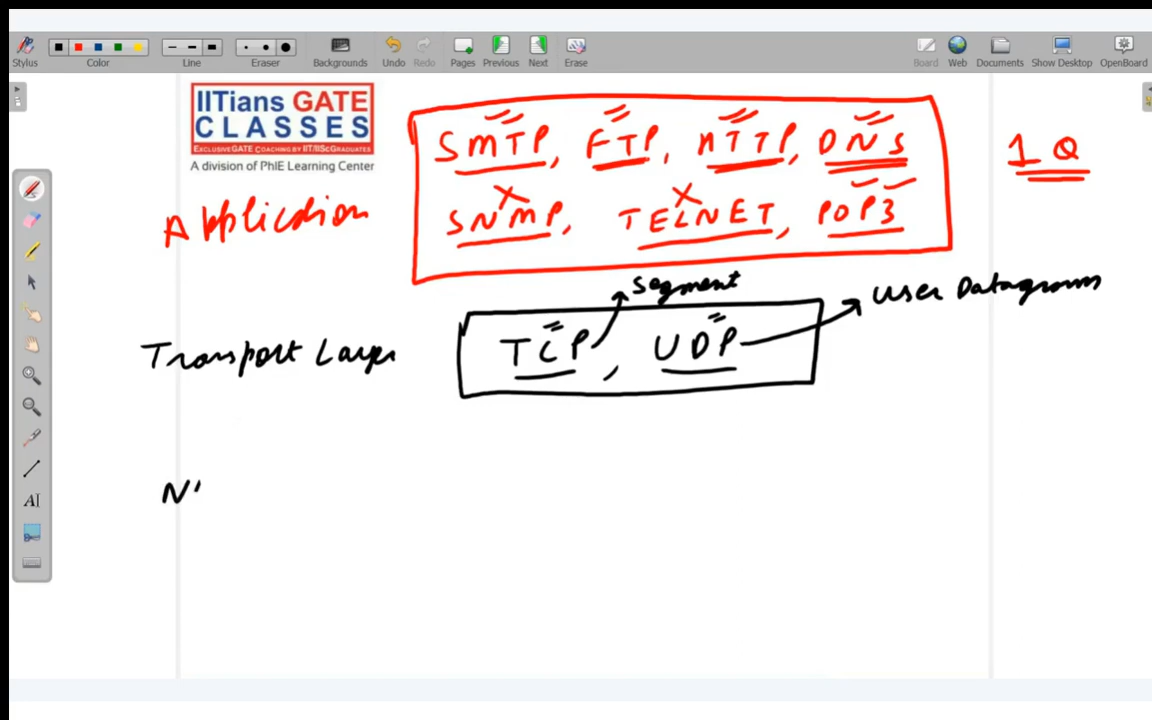 Stylus Color Line Eraser Backgrounds Undo Redo Pages Previous Next Erase Board Web Documents Show Desktop OpenBoard
IITians GATE
CLASSES
EXCLUSIVE GATE COACHING BY IIT/IISc GRADUATES
A division of PhIE Learning Center
SMTP, FTP, HTTP, DNS
1 Q
Application
SNMP, TELNET, POP3
Segment
User Datagrams
Transport Layer
TCP, UDP
N